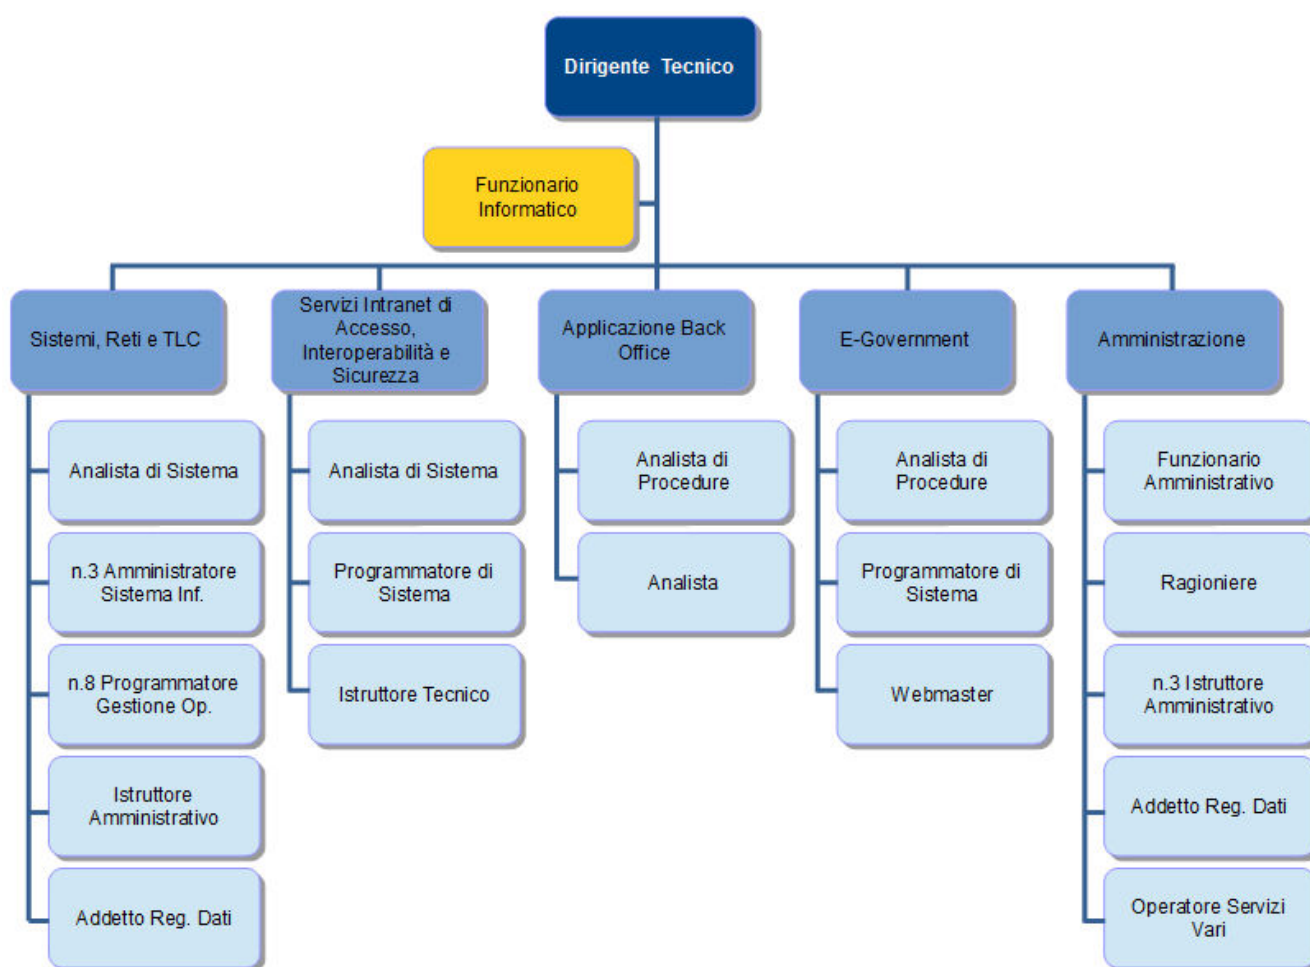 Dirigente Tecnico
Funzionario
Informatico
Sistemi, Reti e TLC
Servizi Intranet di
Accesso,
Interoperabilità e
Sicurezza
Applicazione Back
Office
E-Government
Amministrazione
Analista di Sistema
n.3 Amministratore
Sistema Inf.
n.8 Programmatore
Gestione Op.
Istruttore
Amministrativo
Addetto Reg. Dati
Analista di Sistema
Programmatore di
Sistema
Istruttore Tecnico
Analista di
Procedure
Analista
Analista di
Procedure
Programmatore di
Sistema
Webmaster
Funzionario
Amministrativo
Ragioniere
n.3 Istruttore
Amministrativo
Addetto Reg. Dati
Operatore Servizi
Vari